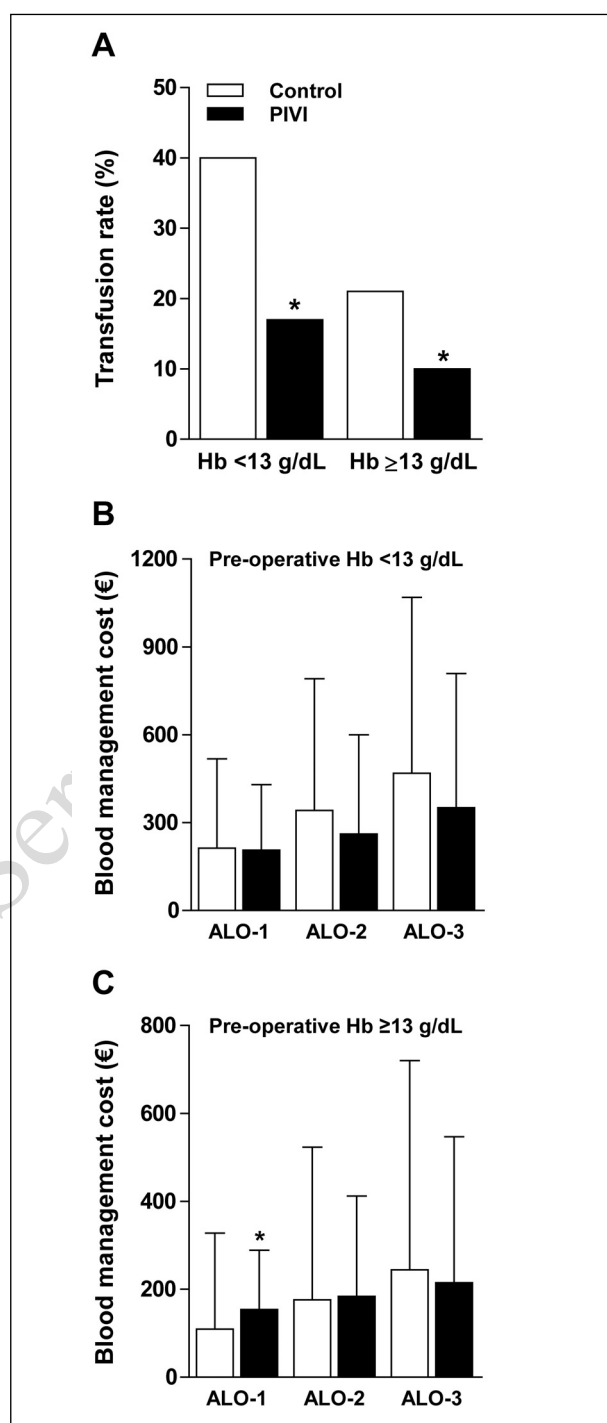 A
50
Control
PIVI
40
30
20
10
0
Transfusion rate (%)
*
*
Hb <13 g/dL
Hb ≥13 g/dL
B
Pre-operative Hb <13 g/dL
1200
900
600
300
0
Blood management cost (€)
ALO-1
ALO-2
ALO-3
C
Pre-operative Hb ≥13 g/dL
800
600
400
200
0
Blood management cost (€)
*
ALO-1
ALO-2
ALO-3